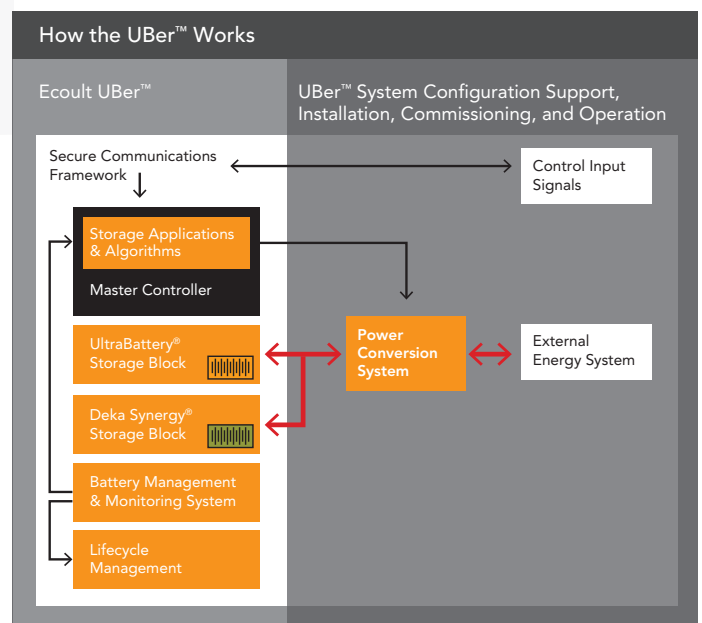 How the UBer™ Works
Ecoult UBer™
UBer™ System Configuration Support,
Installation, Commissioning, and Operation
Secure Communications
Framework
Control Input
Signals
Storage Applications
& Algorithms
Master Controller
UltraBattery®
Storage Block
Power
Conversion
System
External
Energy System
Deka Synergy®
Storage Block
Battery Management
& Monitoring System
Lifecycle
Management